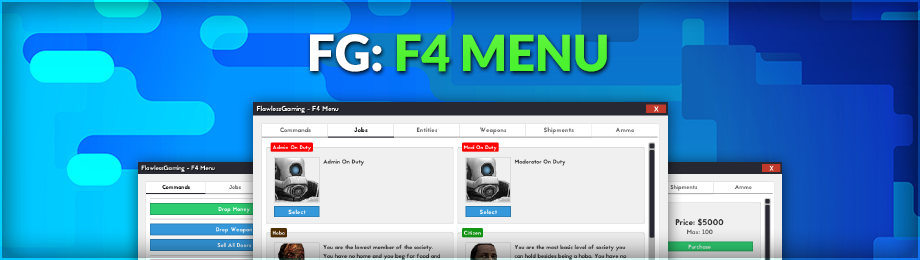 FG: F4 MENU
FlawlessGaming - F4 Menu
X
Commands
Jobs
Entities
Weapons
Shipments
Ammo
Admin On Duty
Admin On Duty
Select
Mod On Duty
Moderator On Duty
Select
Hobo
You are the lowest member of the society.
You have no home and you beg for food and
Citizen
You are the most basic level of society you
can hold besides being a hobo. You have no
FlawlessGaming - F4 Menu
Commands
Jobs
Drop Money
Drop Weapon
Sell All Doors
X
Shipments
Ammo
Price: $5000
Max: 100
Purchase